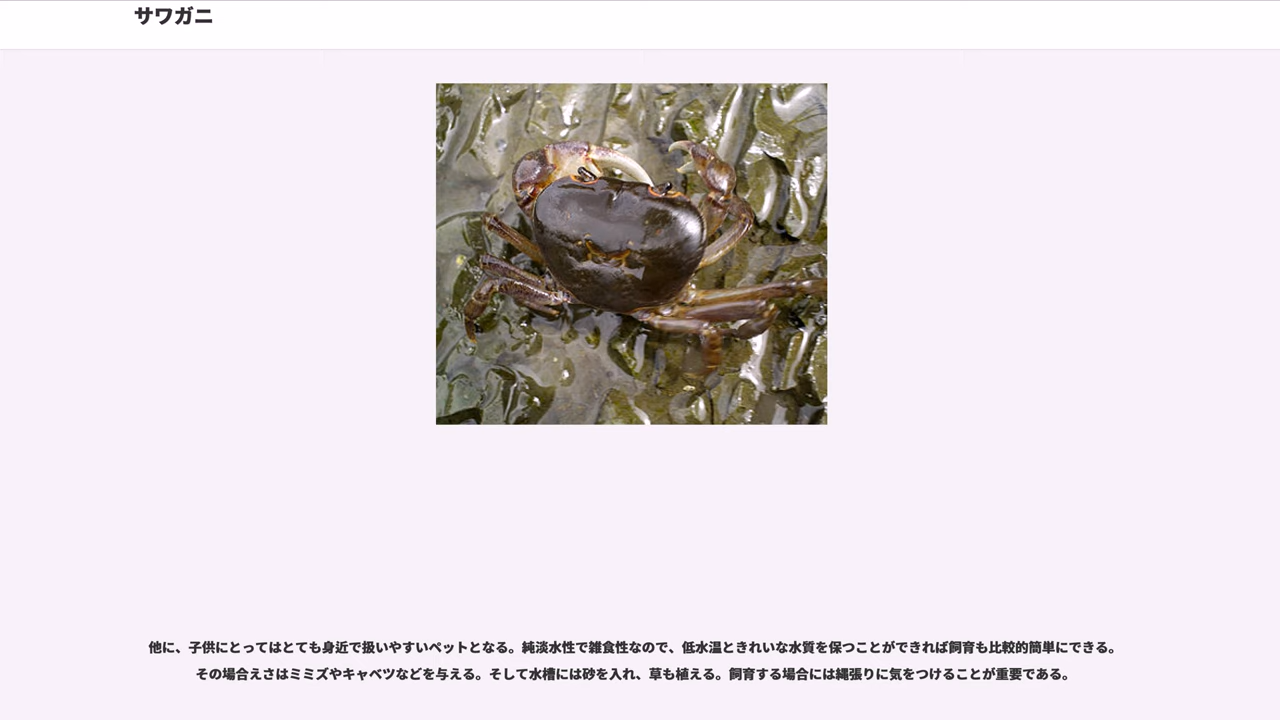 サワガニ
他に、子供にとってはとても身近で扱いやすいペットとなる。純淡水性で雑食性なので、低水温ときれいな水質を保つことができれば飼育も比較的簡単にできる。
その場合えさはミミズやキャベツなどを与える。そして水槽には砂を入れ、草も植える。飼育する場合には縄張りに気をつけることが重要である。